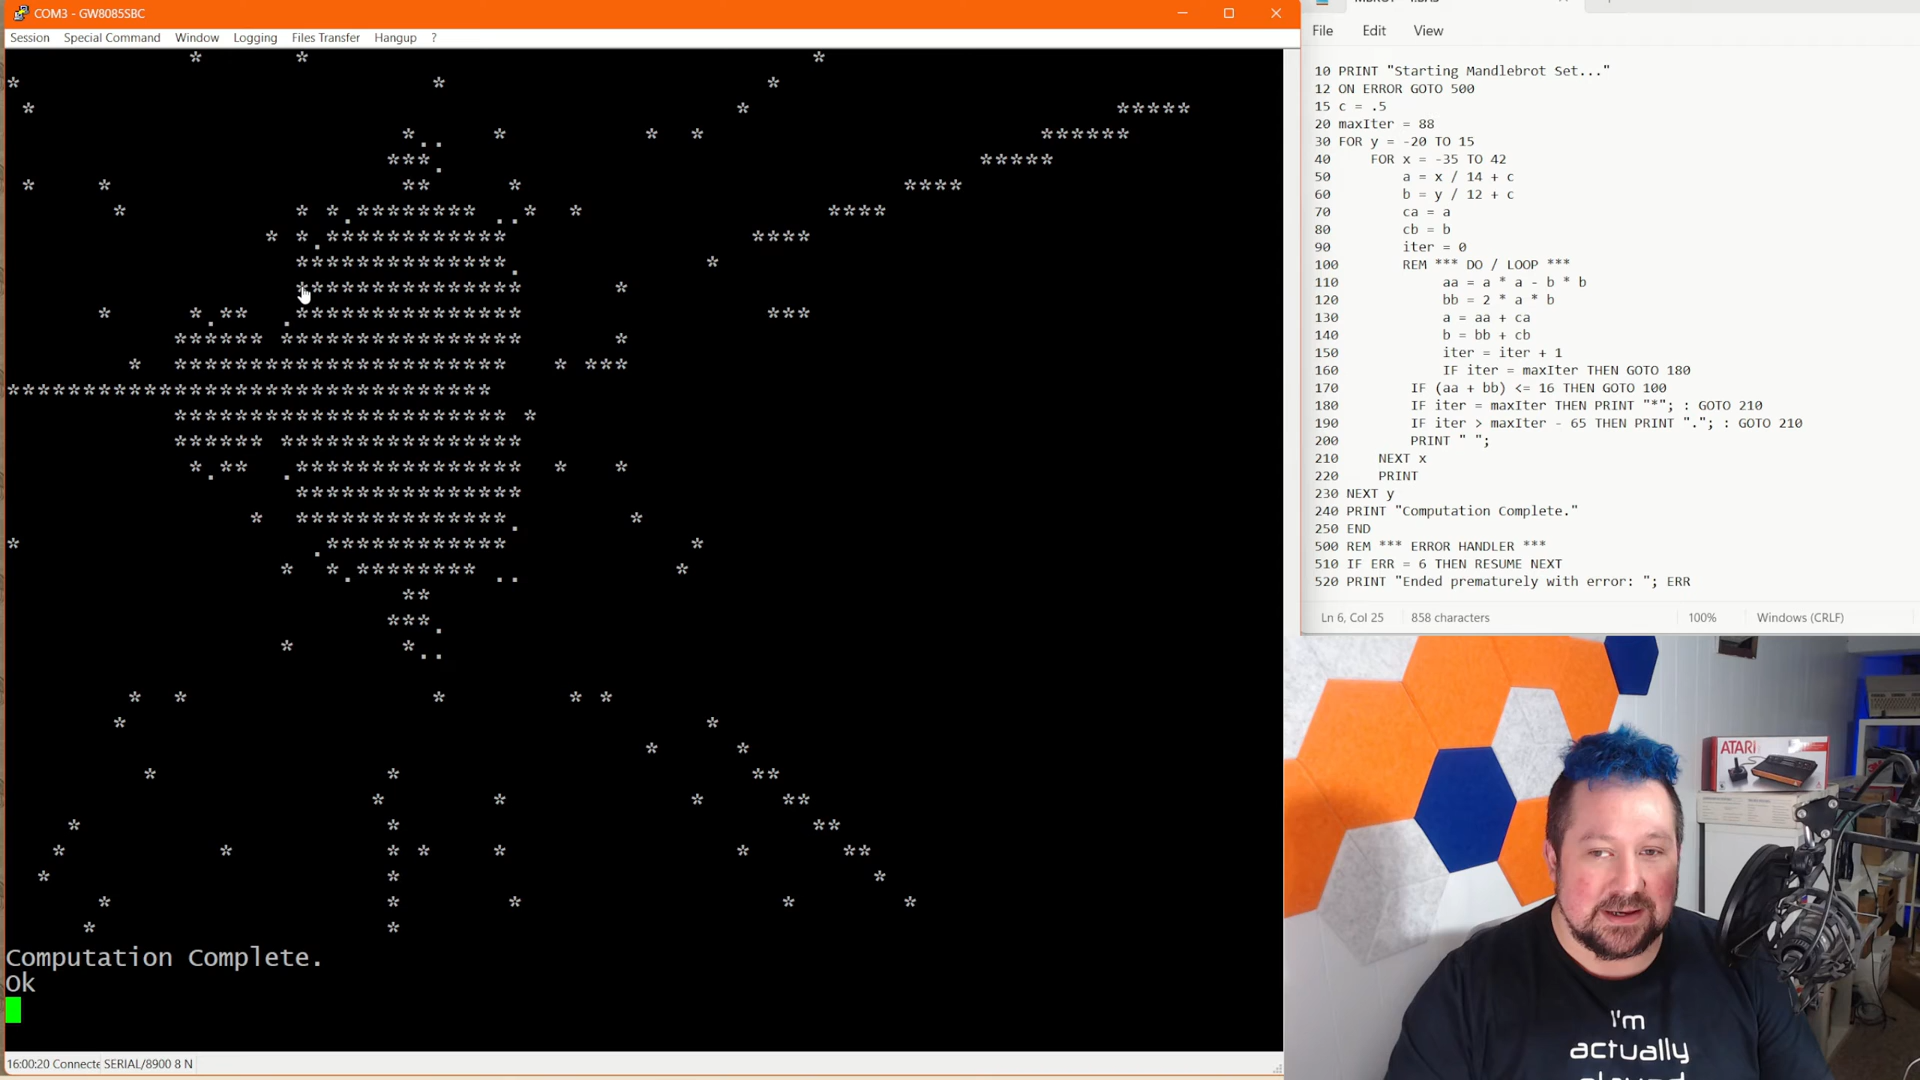 COM3 - GW8085SBC
Session Special Command Window Logging Files Transfer Hangup ?
Computation Complete.
Ok
16:00:20 Connecte SERIAL/8900 8 N
File Edit View
10 PRINT "Starting Mandlebrot Set..."
12 ON ERROR GOTO 500
15 c = .5
20 maxIter = 88
30 FOR y = -20 TO 15
40 FOR x = -35 TO 42
50 a = x / 14 + c
60 b = y / 12 + c
70 ca = a
80 cb = b
90 iter = 0
100 REM *** DO / LOOP ***
110 aa = a * a - b * b
120 bb = 2 * a * b
130 a = aa + ca
140 b = bb + cb
150 iter = iter + 1
160 IF iter = maxIter THEN GOTO 180
170 IF (aa + bb) <= 16 THEN GOTO 100
180 IF iter = maxIter THEN PRINT "*"; : GOTO 210
190 IF iter > maxIter - 65 THEN PRINT "."; : GOTO 210
200 PRINT " ";
210 NEXT x
220 PRINT
230 NEXT y
240 PRINT "Computation Complete."
250 END
500 REM *** ERROR HANDLER ***
510 IF ERR = 6 THEN RESUME NEXT
520 PRINT "Ended prematurely with error: "; ERR
Ln 6, Col 25 858 characters 100% Windows (CRLF)
ATARI
I'm
actually